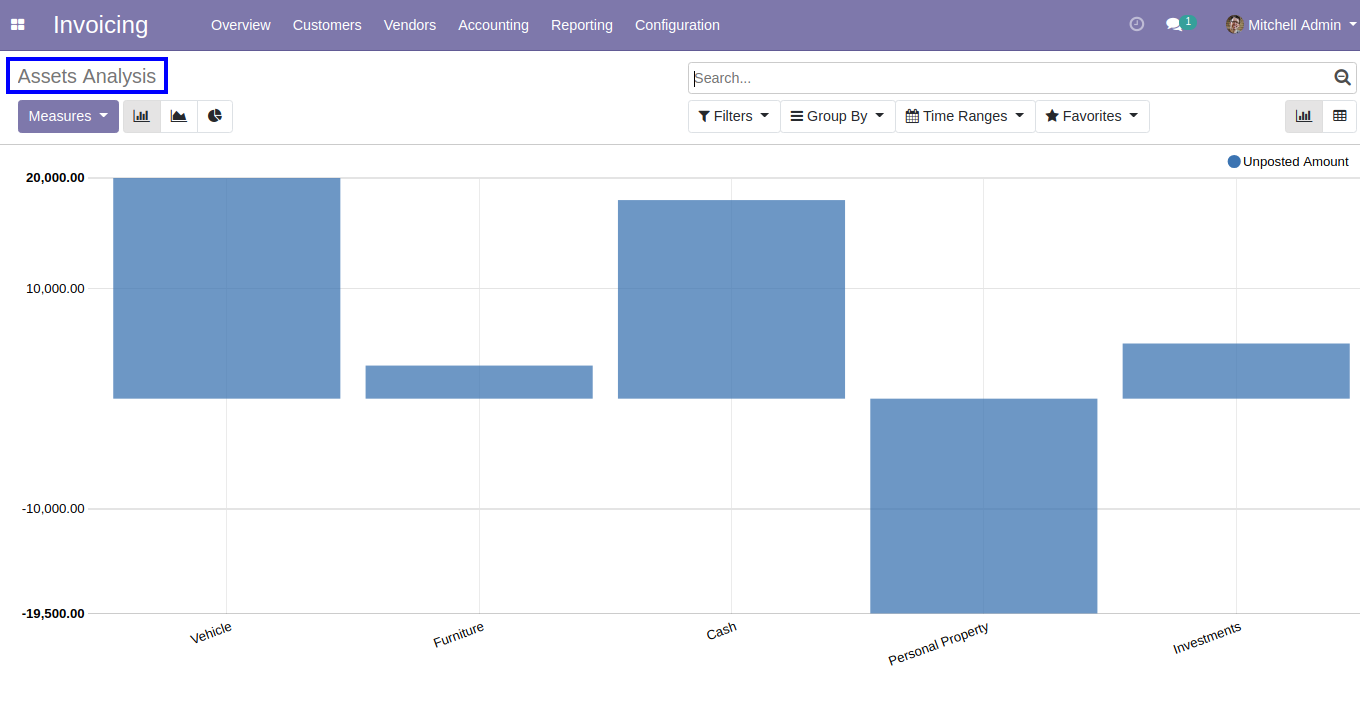 Invoicing Overview Customers Vendors Accounting Reporting Configuration 1 Mitchell Admin
Assets Analysis
Search...
Measures Filters Group By Time Ranges Favorites
Unposted Amount
20,000.00
10,000.00
-10,000.00
-19,500.00
Vehicle Furniture Cash Personal Property Investments